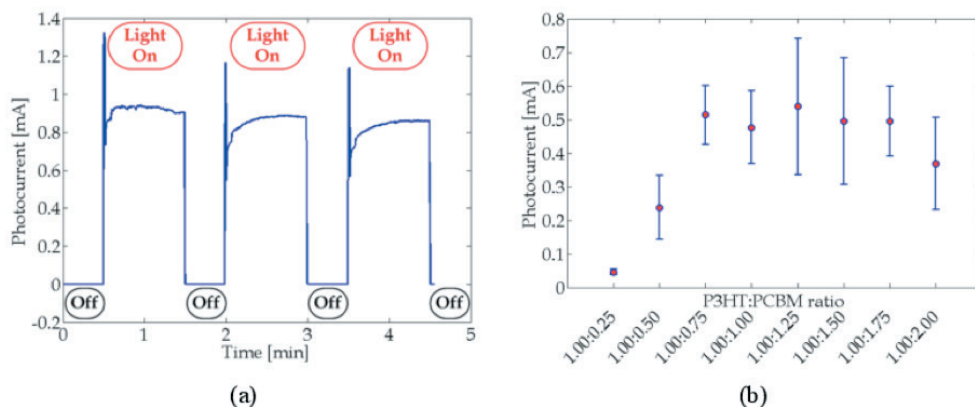 1.4
1.2
1
0.8
0.6
0.4
0.2
0
-0.2
Photocurrent [mA]
Light
On
Light
On
Light
On
Off
Off
Off
Off
0 1 2 3 4 5
Time [min]
(a)
0.8
0.7
0.6
0.5
0.4
0.3
0.2
0.1
0
Photocurrent [mA]
P3HT:PCBM ratio
1.00:0.25
1.00:0.50
1.00:0.75
1.00:1.00
1.00:1.25
1.00:1.50
1.00:1.75
1.00:2.00
(b)